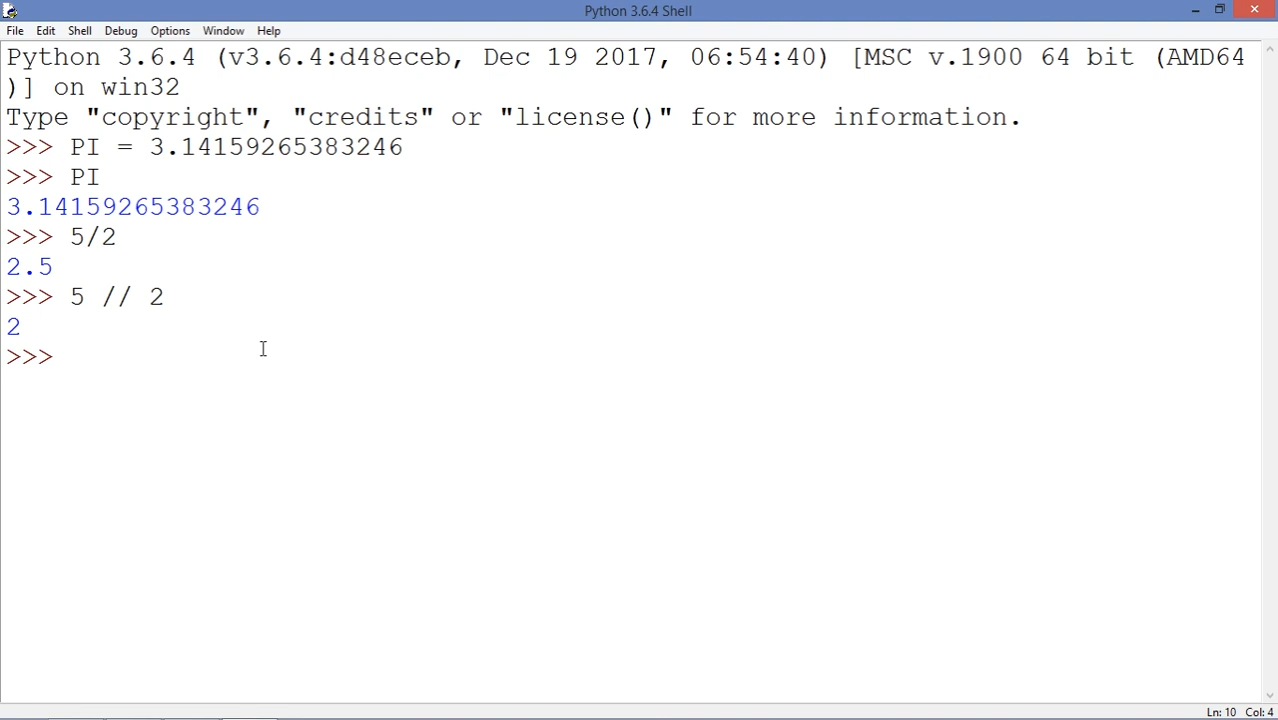 Python 3.6.4 Shell
File Edit Shell Debug Options Window Help
Python 3.6.4 (v3.6.4:d48eceb, Dec 19 2017, 06:54:40) [MSC v.1900 64 bit (AMD64
)] on win32
Type "copyright", "credits" or "license()" for more information.
>>> PI = 3.14159265383246
>>> PI
3.14159265383246
>>> 5/2
2.5
>>> 5 // 2
2
>>>
Ln: 10 Col: 4